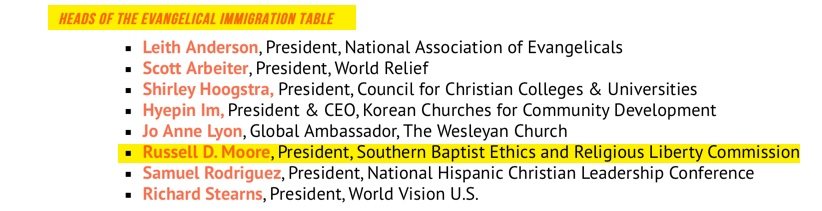 HEADS OF THE EVANGELICAL IMMIGRATION TABLE
▪ Leith Anderson, President, National Association of Evangelicals
▪ Scott Arbeiter, President, World Relief
▪ Shirley Hoogstra, President, Council for Christian Colleges & Universities
▪ Hyepin Im, President & CEO, Korean Churches for Community Development
▪ Jo Anne Lyon, Global Ambassador, The Wesleyan Church
▪ Russell D. Moore, President, Southern Baptist Ethics and Religious Liberty Commission
▪ Samuel Rodriguez, President, National Hispanic Christian Leadership Conference
▪ Richard Stearns, President, World Vision U.S.